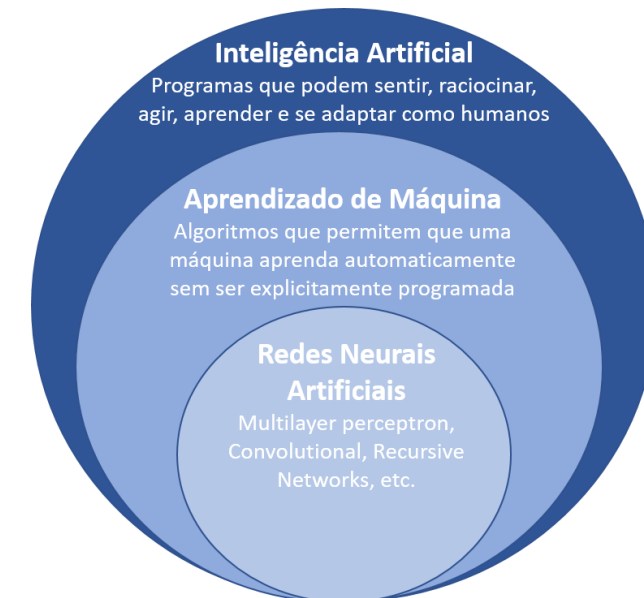 Inteligência Artificial
Programas que podem sentir, raciocinar,
agir, aprender e se adaptar como humanos
Aprendizado de Máquina
Algoritmos que permitem que uma
máquina aprenda automaticamente
sem ser explicitamente programada
Redes Neurais
Artificiais
Multilayer perceptron,
Convolutional, Recursive
Networks, etc.